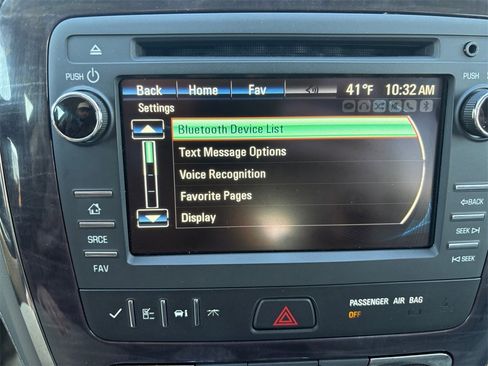 PUSH
PUSH
Back Home Fav 41°F 10:32 AM
Settings
Bluetooth Device List
Text Message Options
Voice Recognition
Favorite Pages
Display
BACK
SRCE
SEEK
FAV
SEEK
PASSENGER AIR BAG
OFF